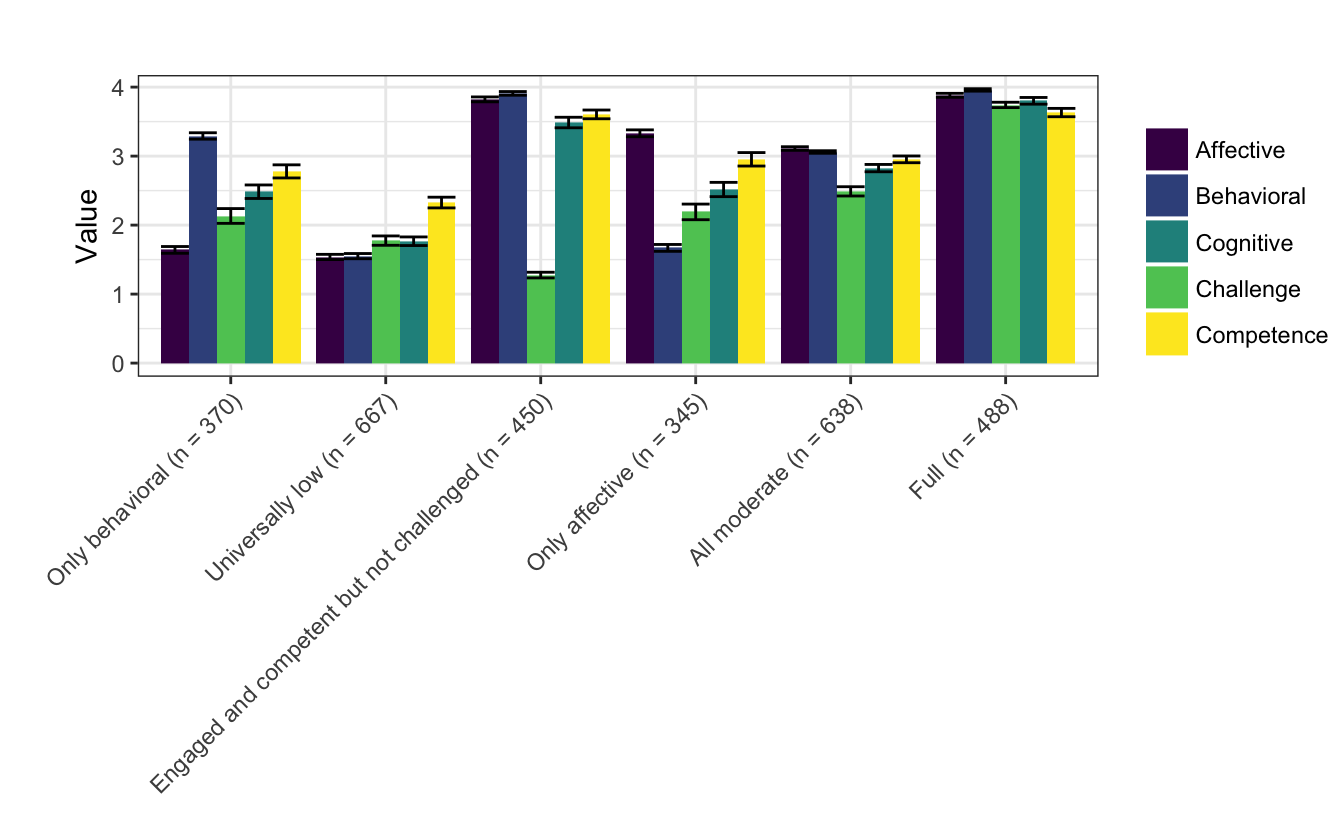 Value
4
3
2
1
0
Only behavioral (n = 370)
Universally low (n = 667)
Engaged and competent but not challenged (n = 450)
Only affective (n = 345)
All moderate (n = 638)
Full (n = 488)
Affective
Behavioral
Cognitive
Challenge
Competence